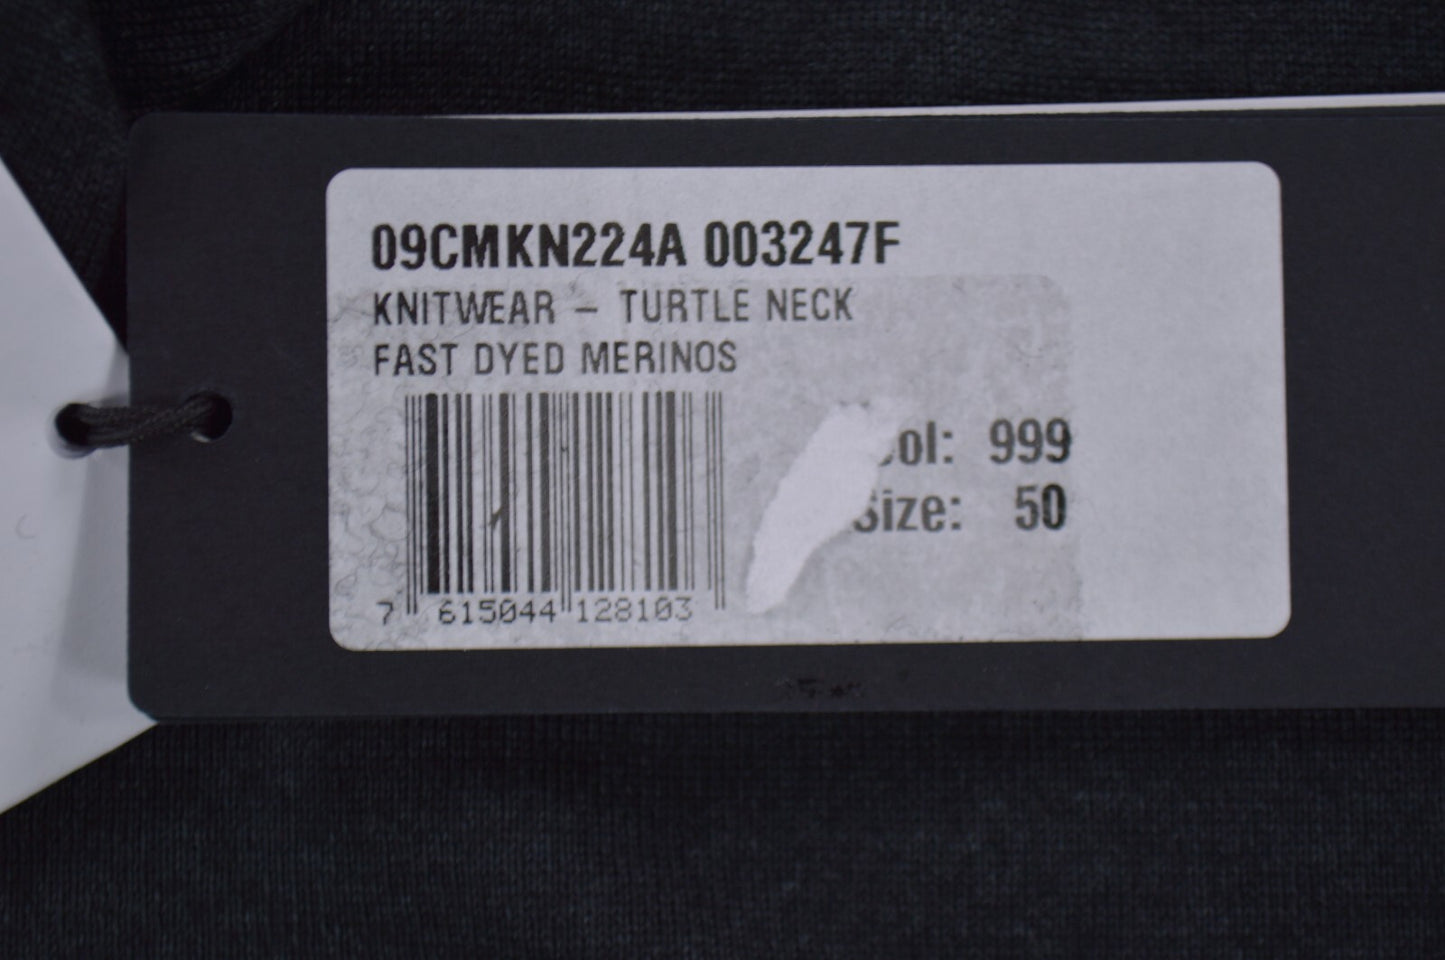 09CMKN224A 003247F
KNITWEAR – TURTLE NECK
FAST DYED MERINOS
ol: 999
Size: 50
7 615044 128103